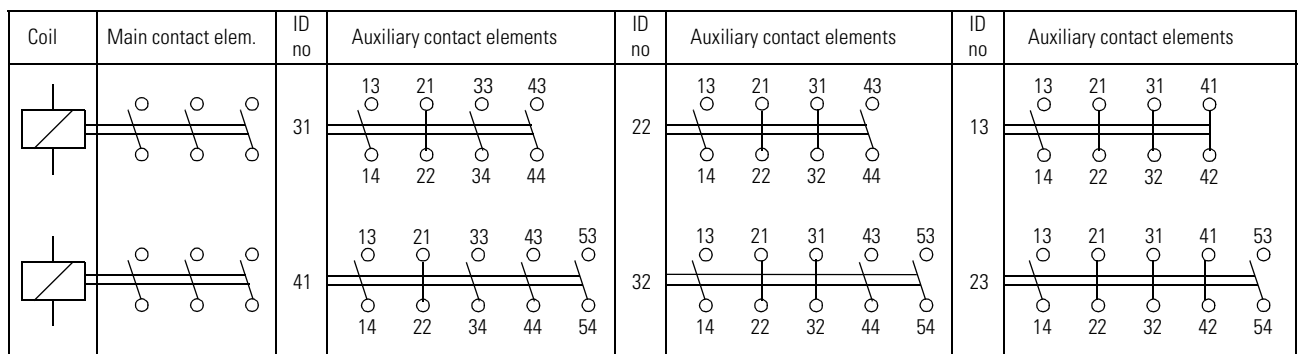 Coil Main contact elem. ID no Auxiliary contact elements ID no Auxiliary contact elements ID no Auxiliary contact elements
13 21 33 43 13 21 31 43 13 21 31 41
31 22 13
14 22 34 44 14 22 32 44 14 22 32 42
13 21 33 43 53 13 21 31 43 53 13 21 31 41 53
41 32 23
14 22 34 44 54 14 22 32 44 54 14 22 32 42 54